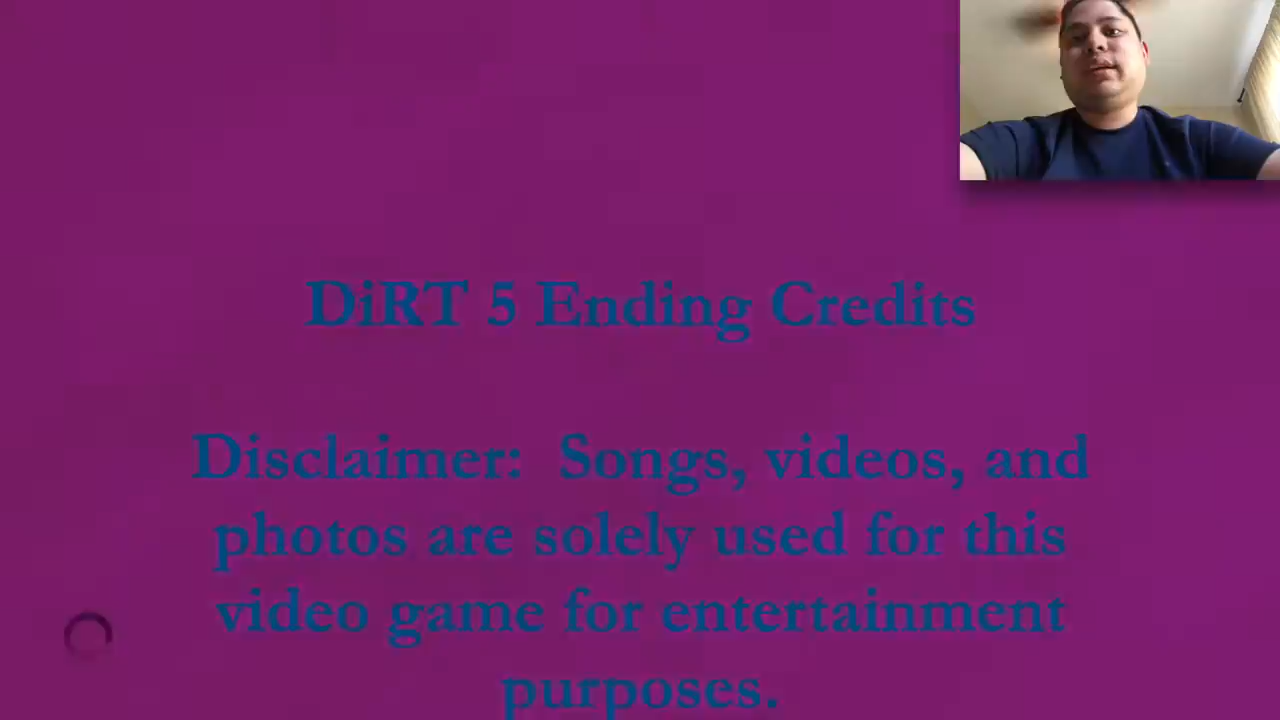 DiRT 5 Ending Credits
Disclaimer:  Songs, videos, and
photos are solely used for this
video game for entertainment
purposes.